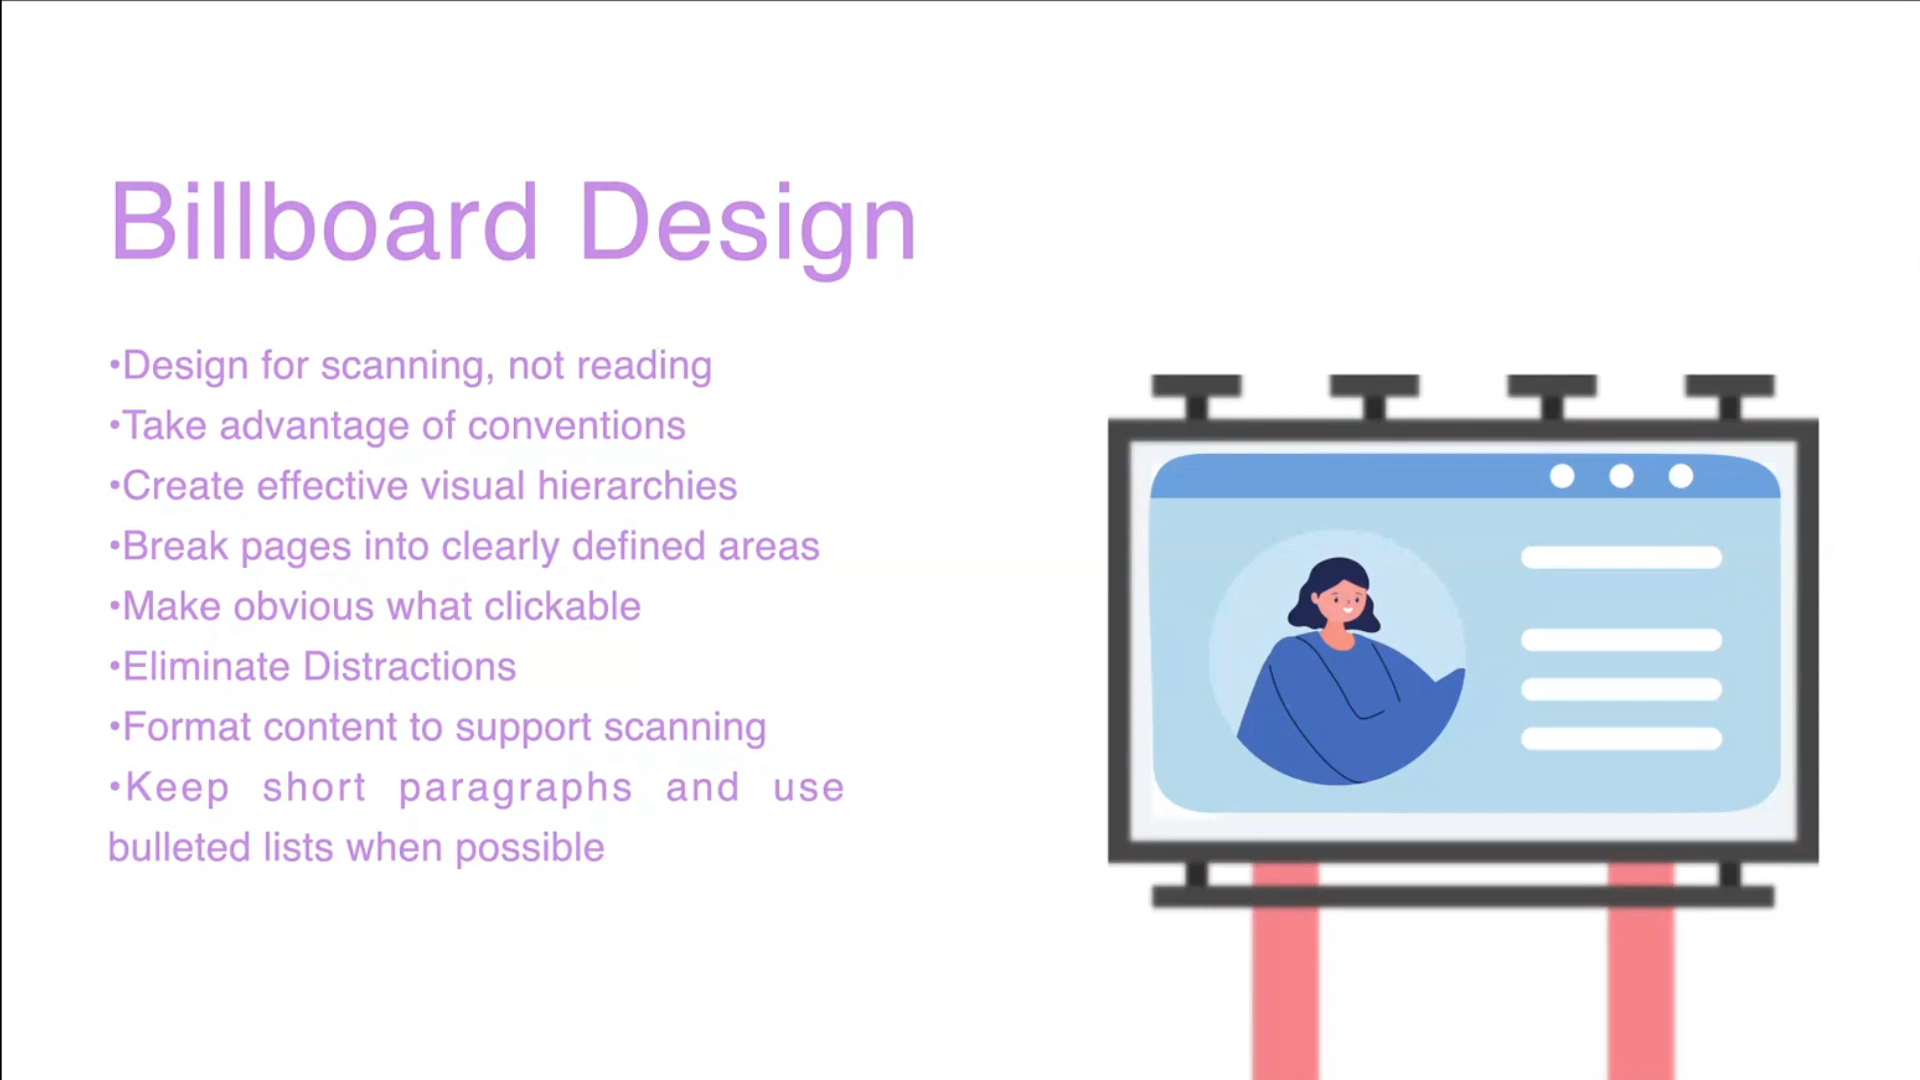 Billboard Design
•Design for scanning, not reading
•Take advantage of conventions
•Create effective visual hierarchies
•Break pages into clearly defined areas
•Make obvious what clickable
•Eliminate Distractions
•Format content to support scanning
•Keep short paragraphs and use
bulleted lists when possible